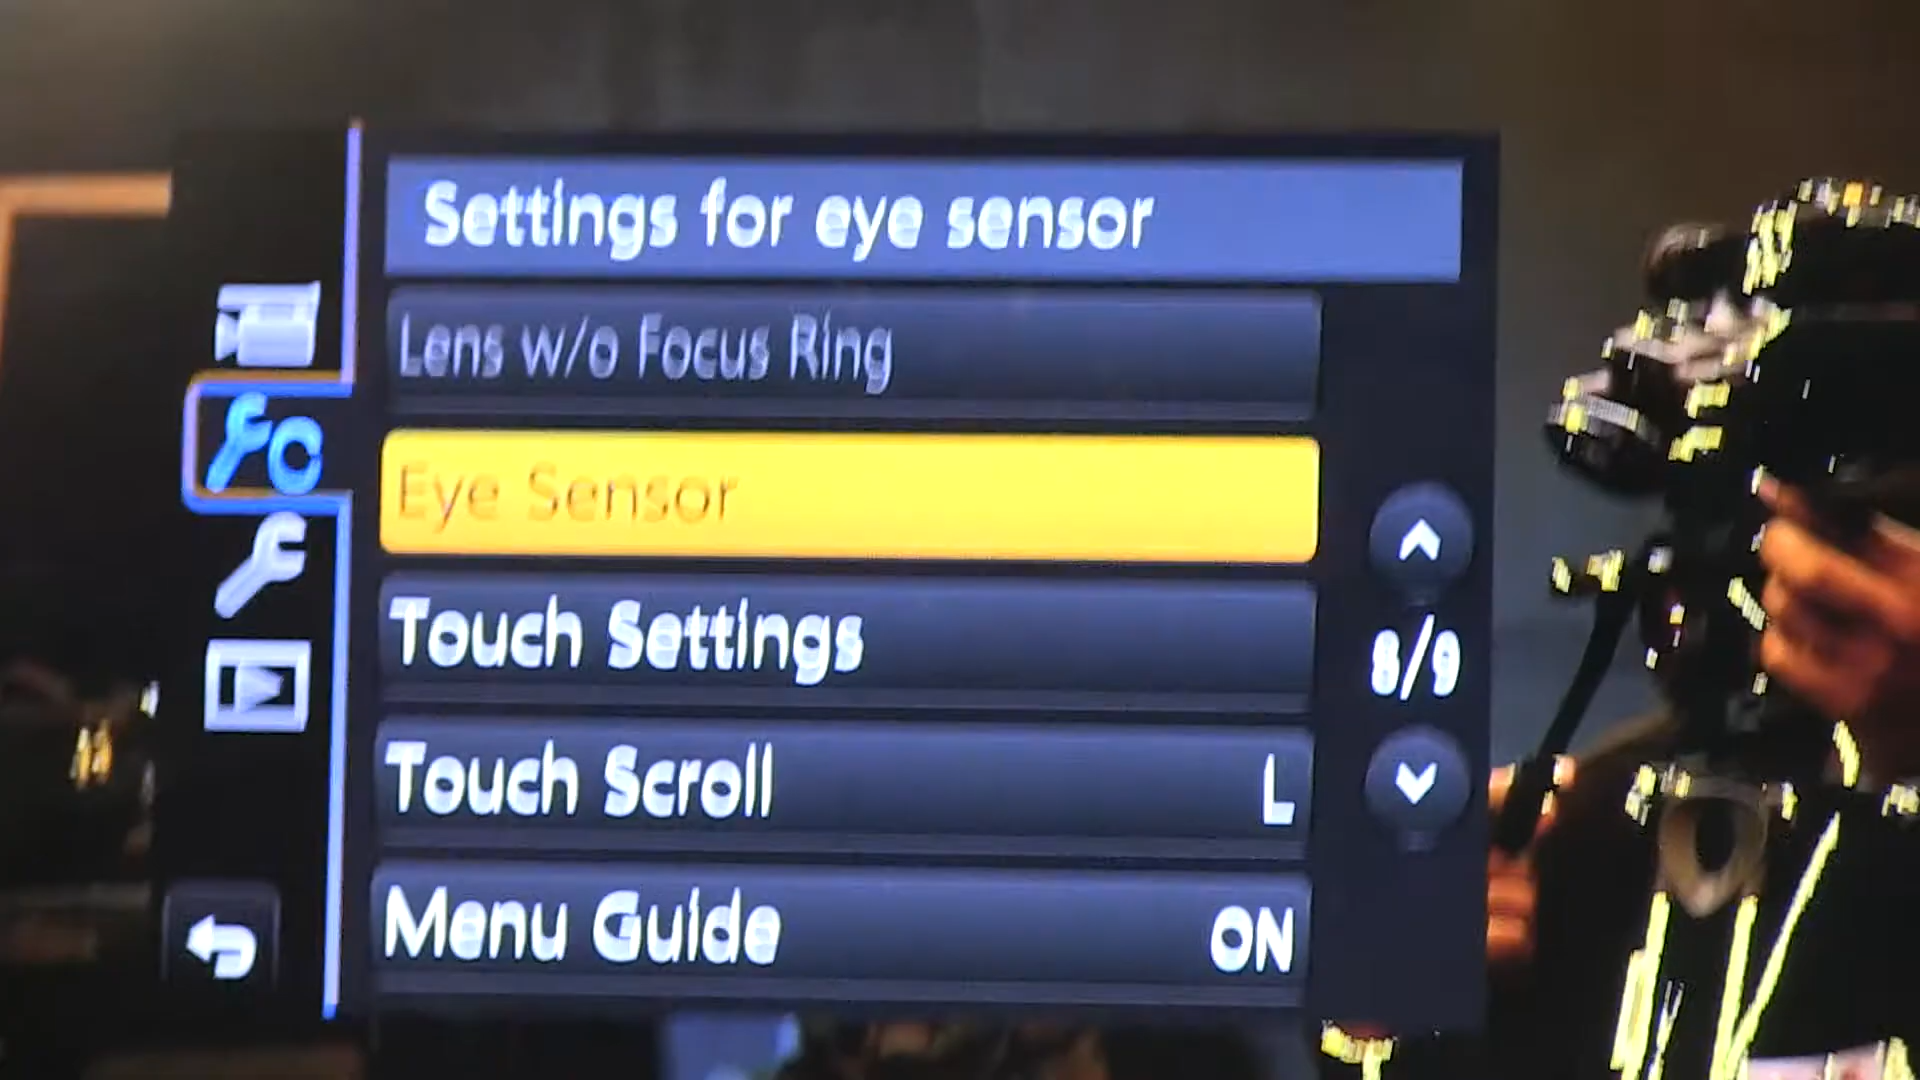 Settings for eye sensor
Lens w/o Focus Ring
Eye Sensor
Touch Settings
8/9
Touch Scroll L
Menu Guide ON